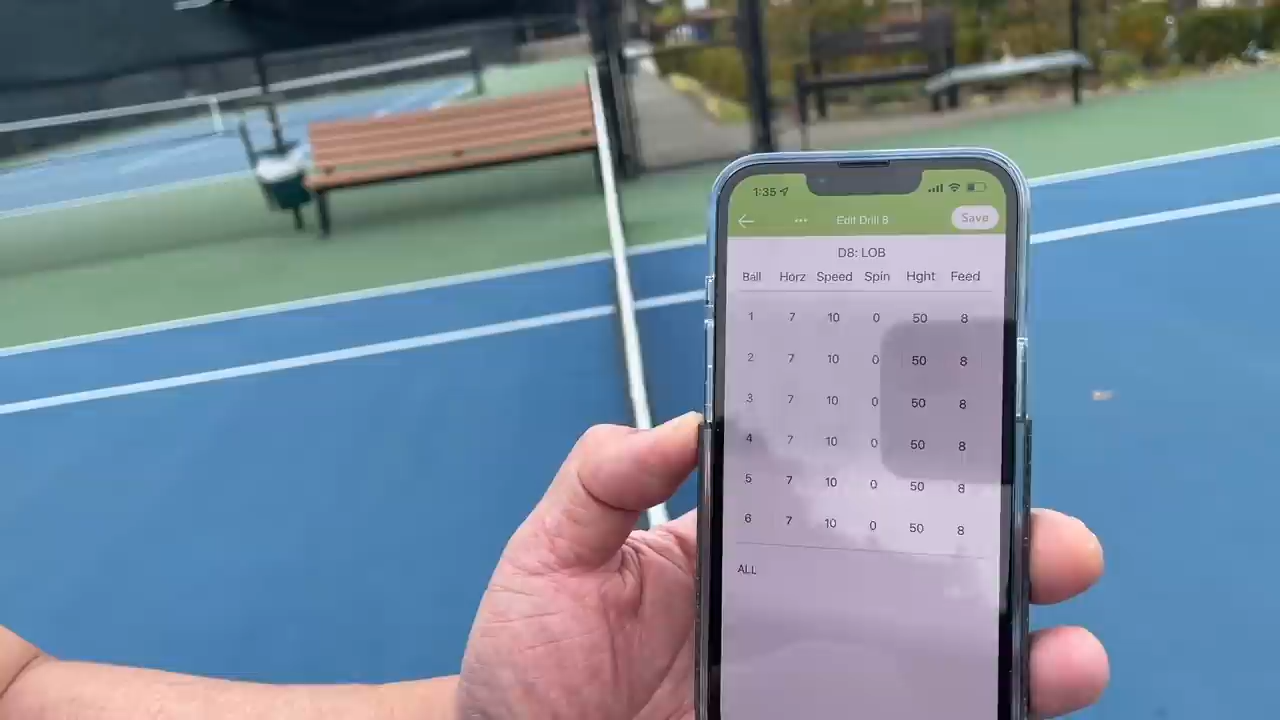 1:35
Edit Drill 8 Save
D8: LOB
Ball Horz Speed Spin Hght Feed
1 7 10 0 50 8
2 7 10 0 50 8
3 7 10 0 50 8
4 7 10 0 50 8
5 7 10 0 50 8
6 7 10 0 50 8
ALL